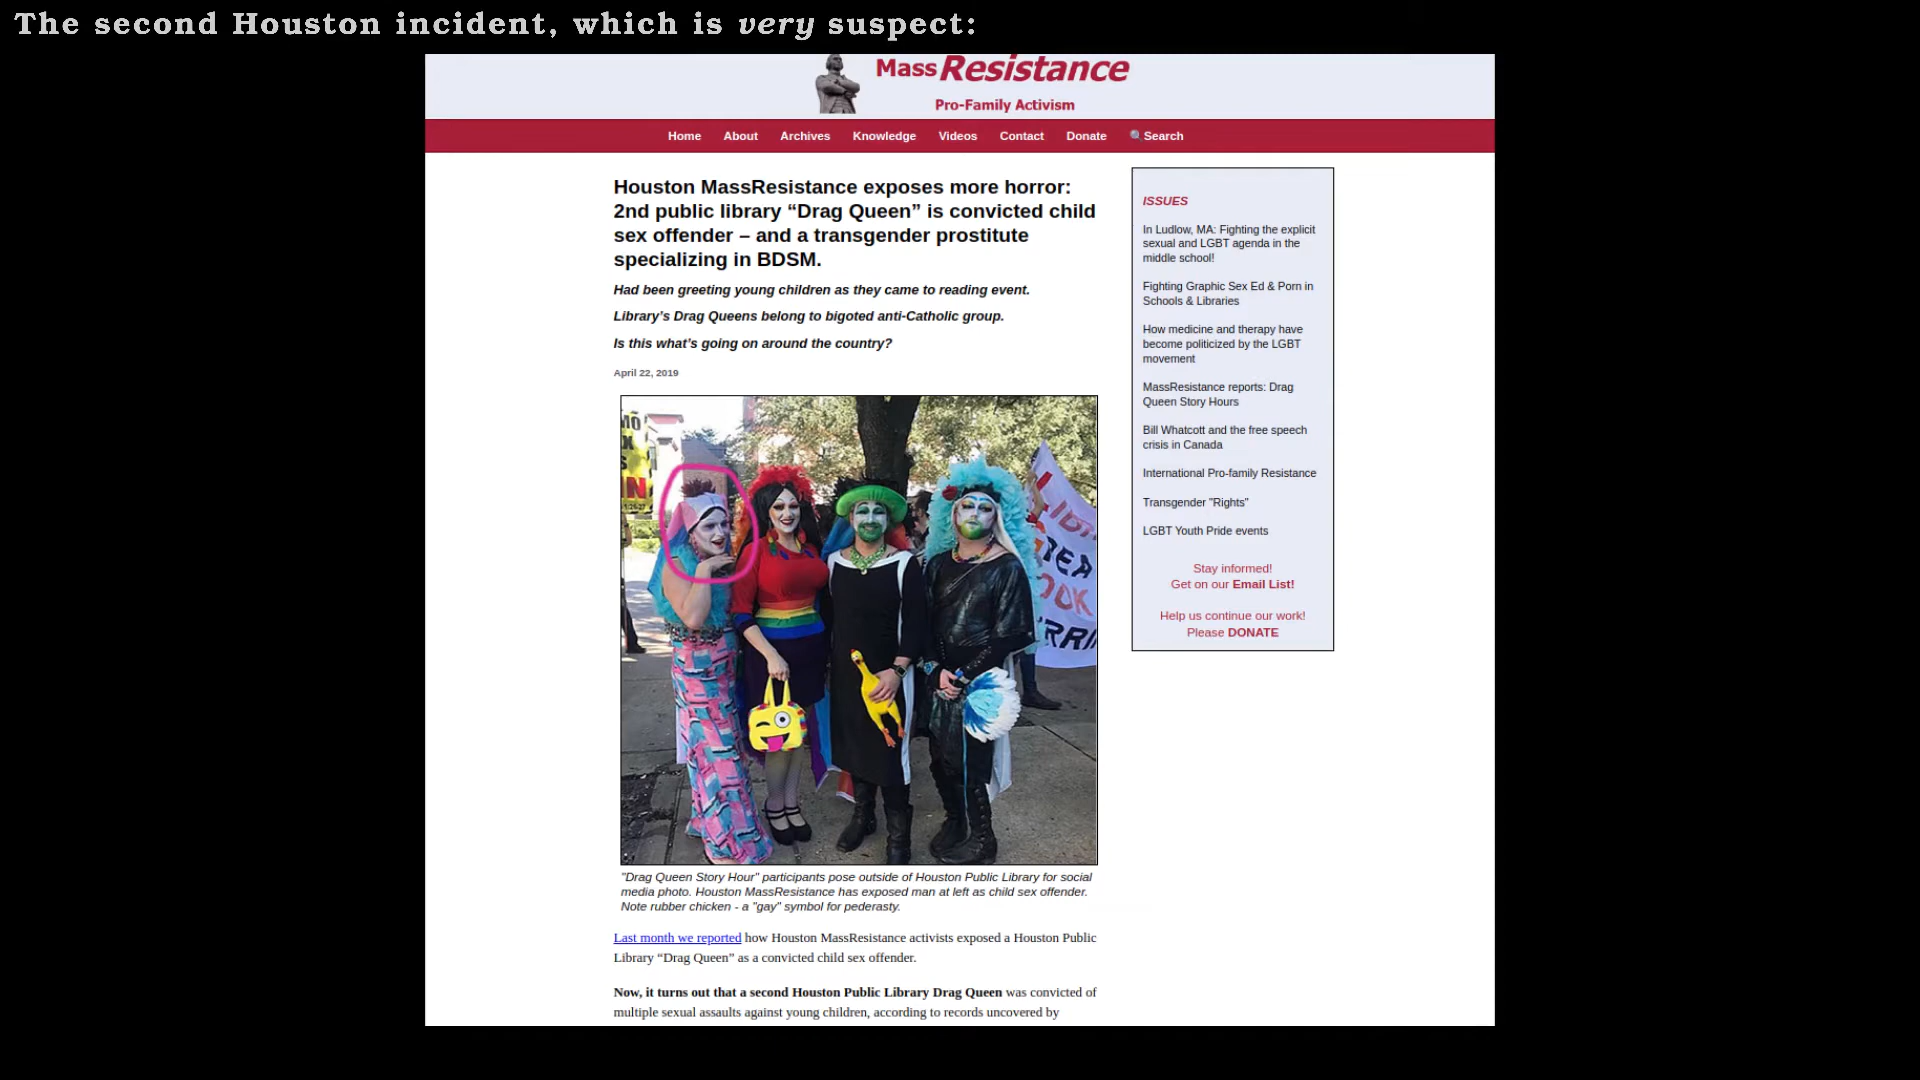 The second Houston incident, which is very suspect:
Mass Resistance
Pro-Family Activism
Home About Archives Knowledge Videos Contact Donate Search
Houston MassResistance exposes more horror:
2nd public library “Drag Queen” is convicted child
sex offender – and a transgender prostitute
specializing in BDSM.
Had been greeting young children as they came to reading event.
Library’s Drag Queens belong to bigoted anti-Catholic group.
Is this what’s going on around the country?
April 22, 2019
"Drag Queen Story Hour" participants pose outside of Houston Public Library for social
media photo. Houston MassResistance has exposed man at left as child sex offender.
Note rubber chicken - a "gay" symbol for pederasty.
Last month we reported how Houston MassResistance activists exposed a Houston Public
Library “Drag Queen” as a convicted child sex offender.
Now, it turns out that a second Houston Public Library Drag Queen was convicted of
multiple sexual assaults against young children, according to records uncovered by
ISSUES
In Ludlow, MA: Fighting the explicit
sexual and LGBT agenda in the
middle school!
Fighting Graphic Sex Ed & Porn in
Schools & Libraries
How medicine and therapy have
become politicized by the LGBT
movement
MassResistance reports: Drag
Queen Story Hours
Bill Whatcott and the free speech
crisis in Canada
International Pro-family Resistance
Transgender "Rights"
LGBT Youth Pride events
Stay informed!
Get on our Email List!
Help us continue our work!
Please DONATE